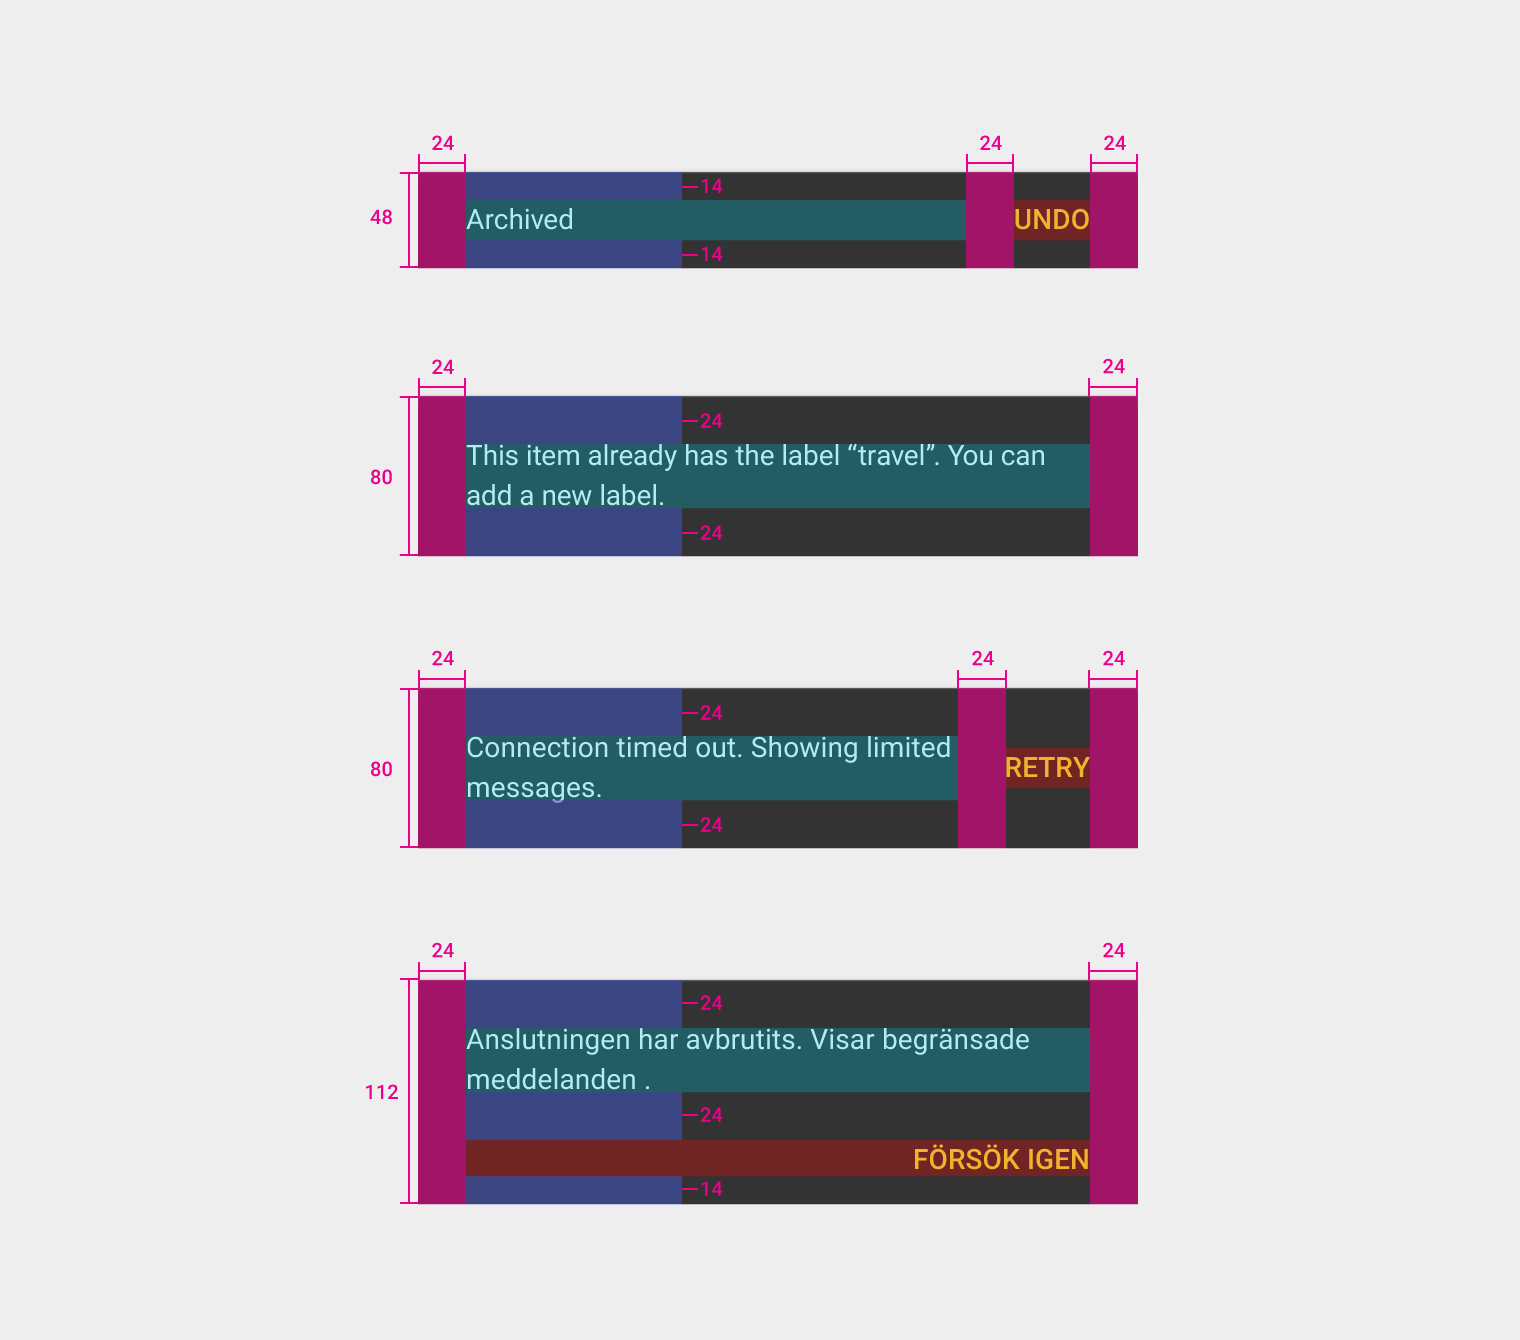 24 24 24
14
48 Archived UNDO
14
24 24
24
This item already has the label “travel”. You can
80
add a new label.
24
24 24 24
24
Connection timed out. Showing limited
80 RETRY
messages.
24
24 24
24
Anslutningen har avbrutits. Visar begränsade
meddelanden .
112
24
FÖRSÖK IGEN
14